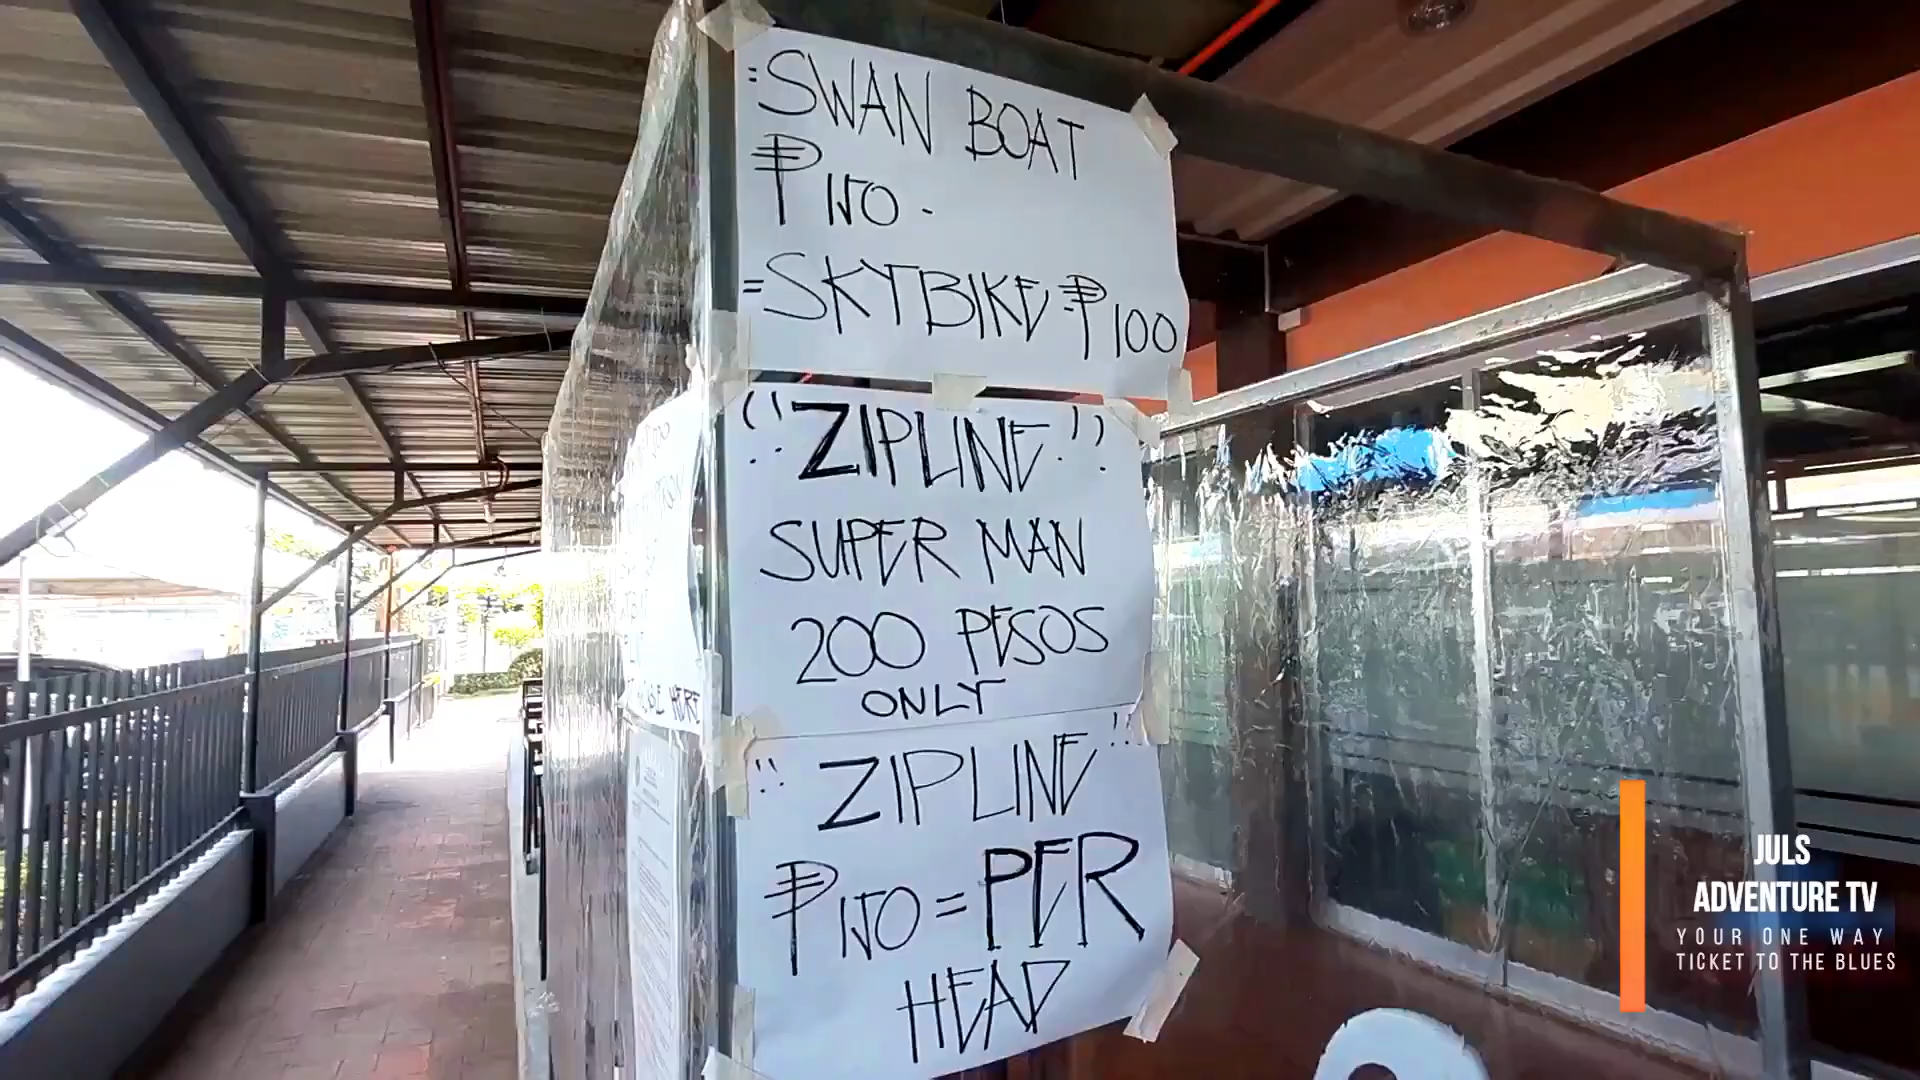 =SWAN BOAT
₱150.-
=SKYBIKE=₱100
"ZIPLINE!!
SUPER MAN
200 PESOS
ONLY
"ZIPLINE"
₱150=PER
HEAD
HERE
JULS
ADVENTURE TV
YOUR ONE WAY
TICKET TO THE BLUES